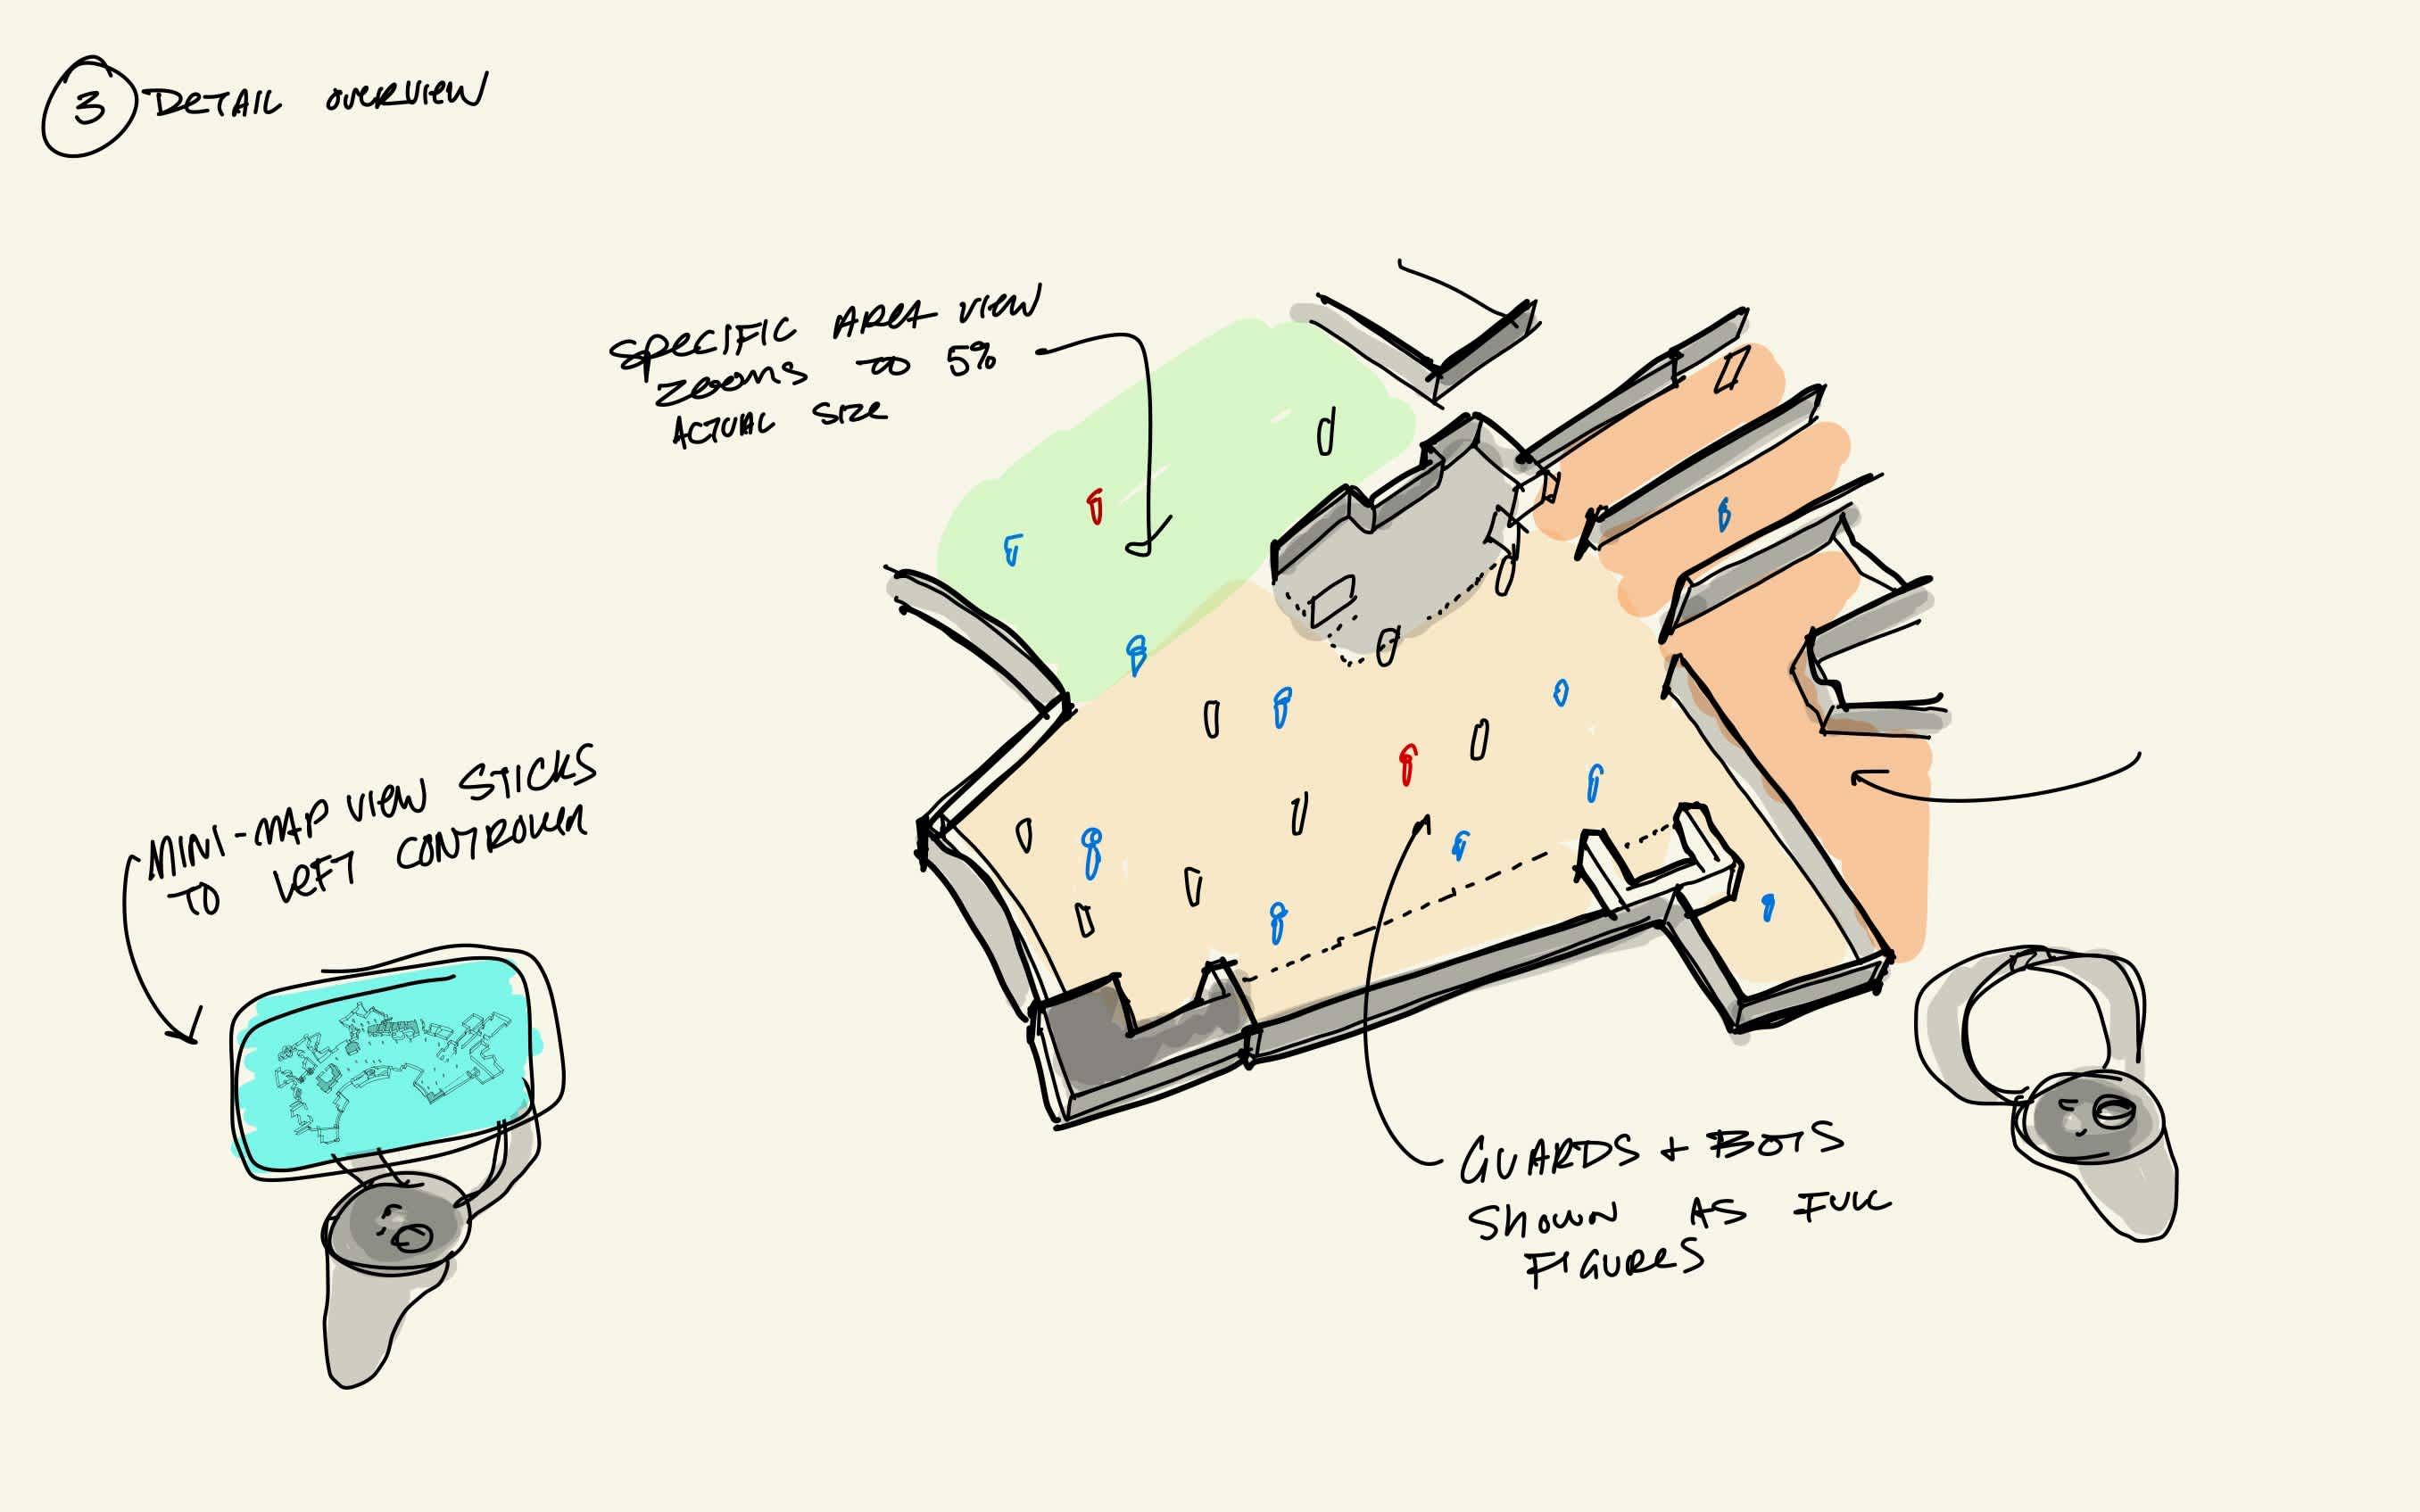 3 DETAIL OVERVIEW
SPECIFIC AREA VIEW
ZOOMS TO 5%
ACTUAL SIZE
MINI-MAP VIEW STICKS
TO LEFT CONTROLLER
GUARDS + BOTS
SHOWN AS FULL
FIGURES